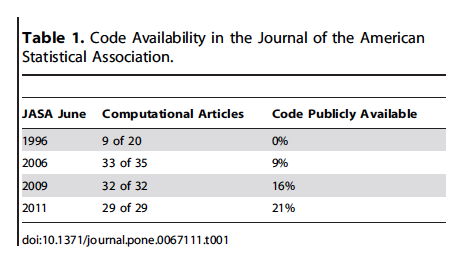 Table 1. Code Availability in the Journal of the American
Statistical Association.
JASA June Computational Articles Code Publicly Available
1996 9 of 20 0%
2006 33 of 35 9%
2009 32 of 32 16%
2011 29 of 29 21%
doi:10.1371/journal.pone.0067111.t001